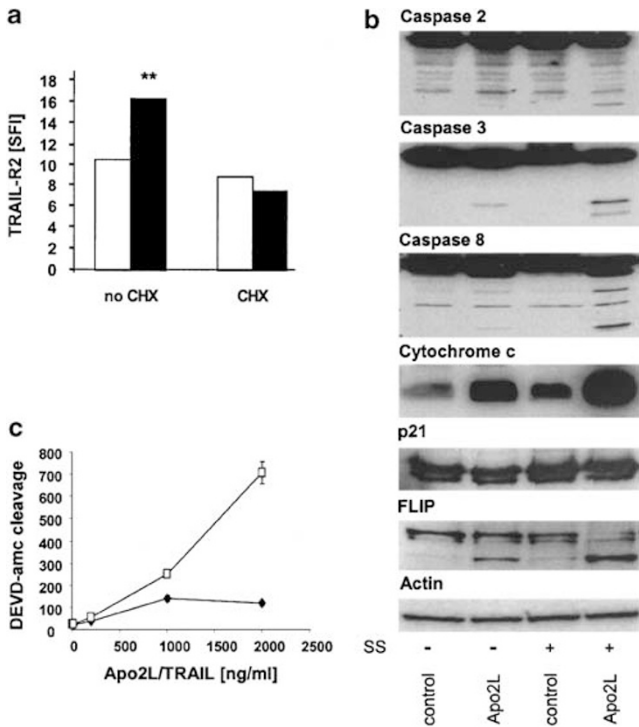 a
TRAIL-R2 [SFI]
18
16
14
12
10
8
6
4
2
0
**
no CHX
CHX
b
Caspase 2
Caspase 3
Caspase 8
Cytochrome c
p21
FLIP
Actin
SS - - + +
control Apo2L control Apo2L
c
DEVD-amc cleavage
800
700
600
500
400
300
200
100
0
0 500 1000 1500 2000 2500
Apo2L/TRAIL [ng/ml]